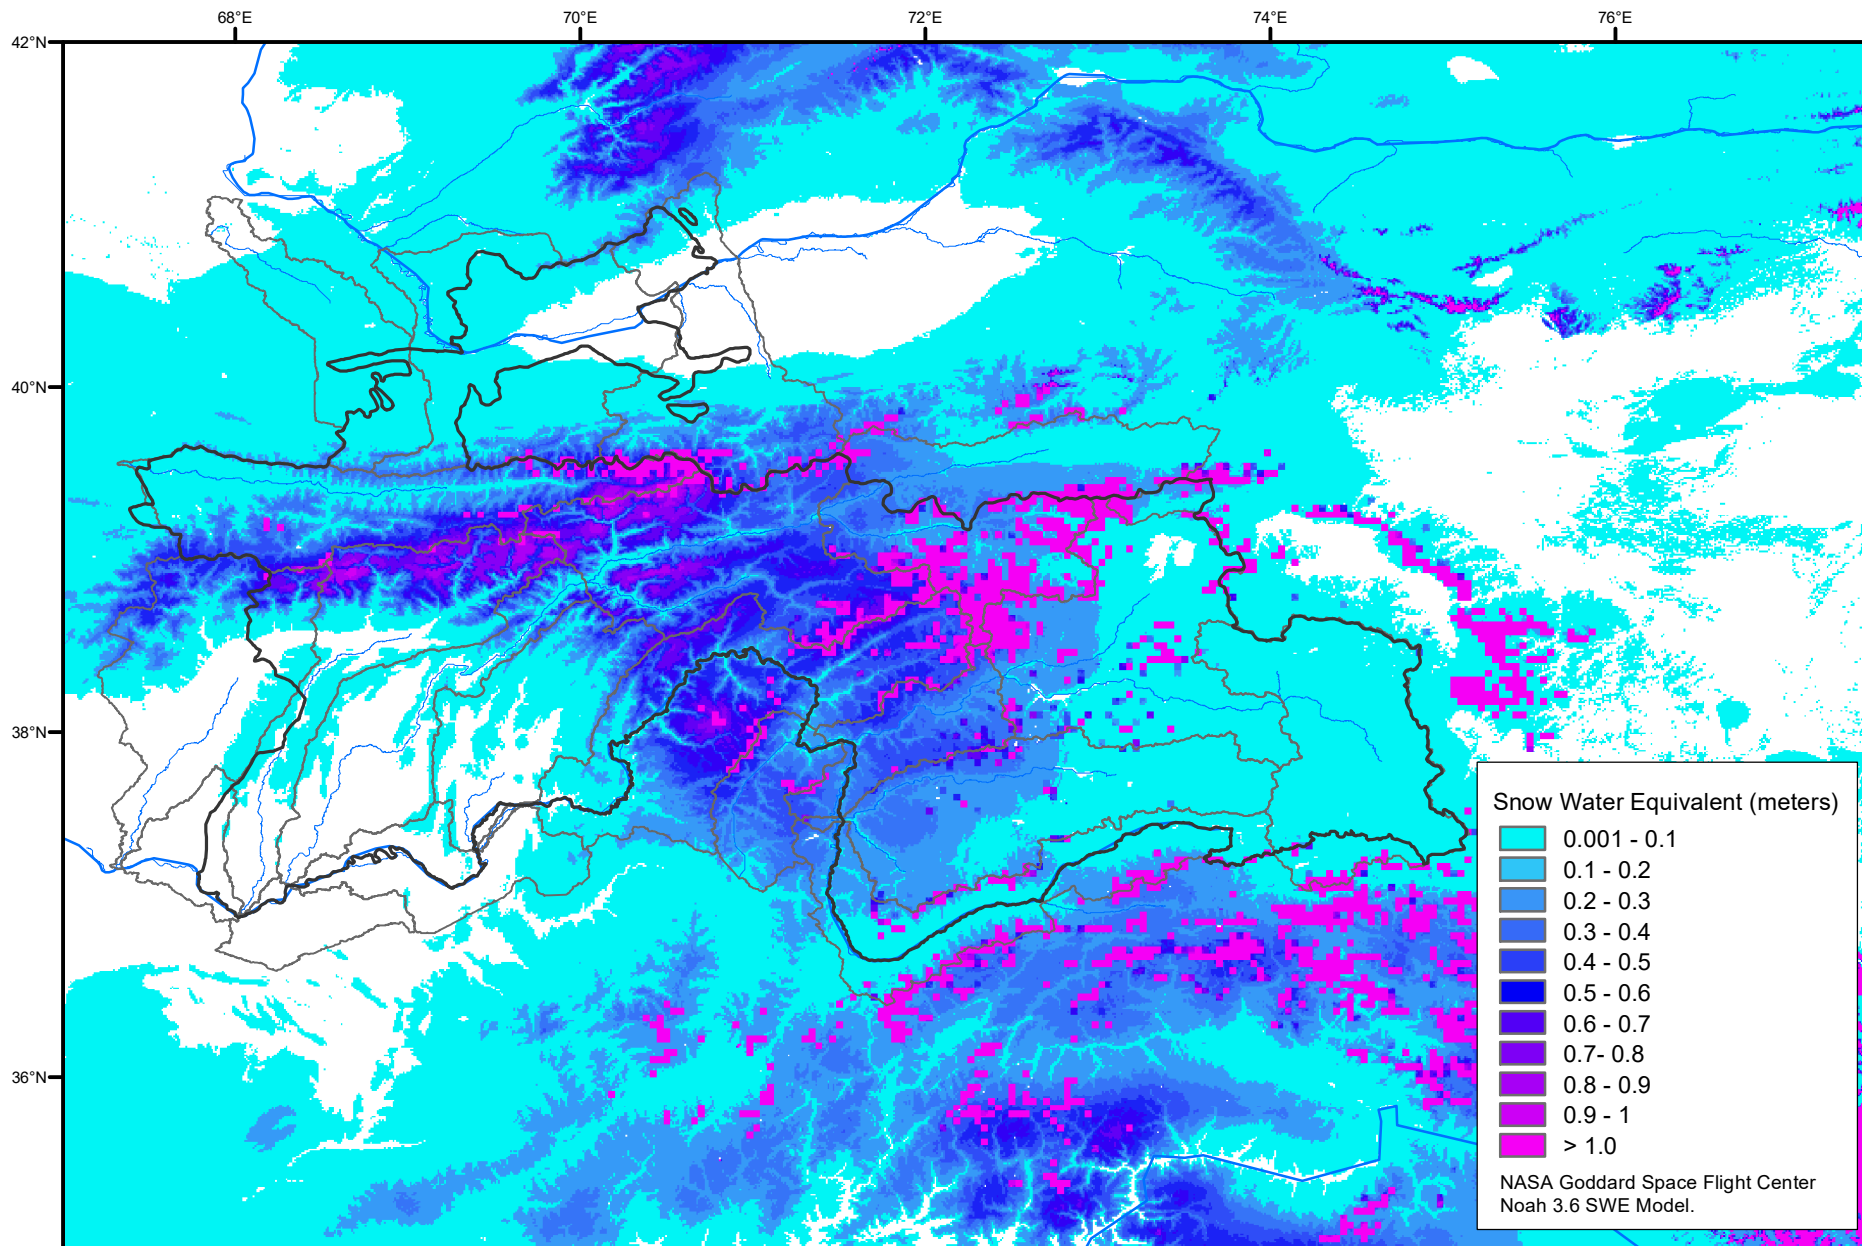 68°E 70°E 72°E 74°E 76°E
42°N
40°N
38°N
36°N
Snow Water Equivalent (meters)
0.001 - 0.1
0.1 - 0.2
0.2 - 0.3
0.3 - 0.4
0.4 - 0.5
0.5 - 0.6
0.6 - 0.7
0.7- 0.8
0.8 - 0.9
0.9 - 1
> 1.0
NASA Goddard Space Flight Center
Noah 3.6 SWE Model.